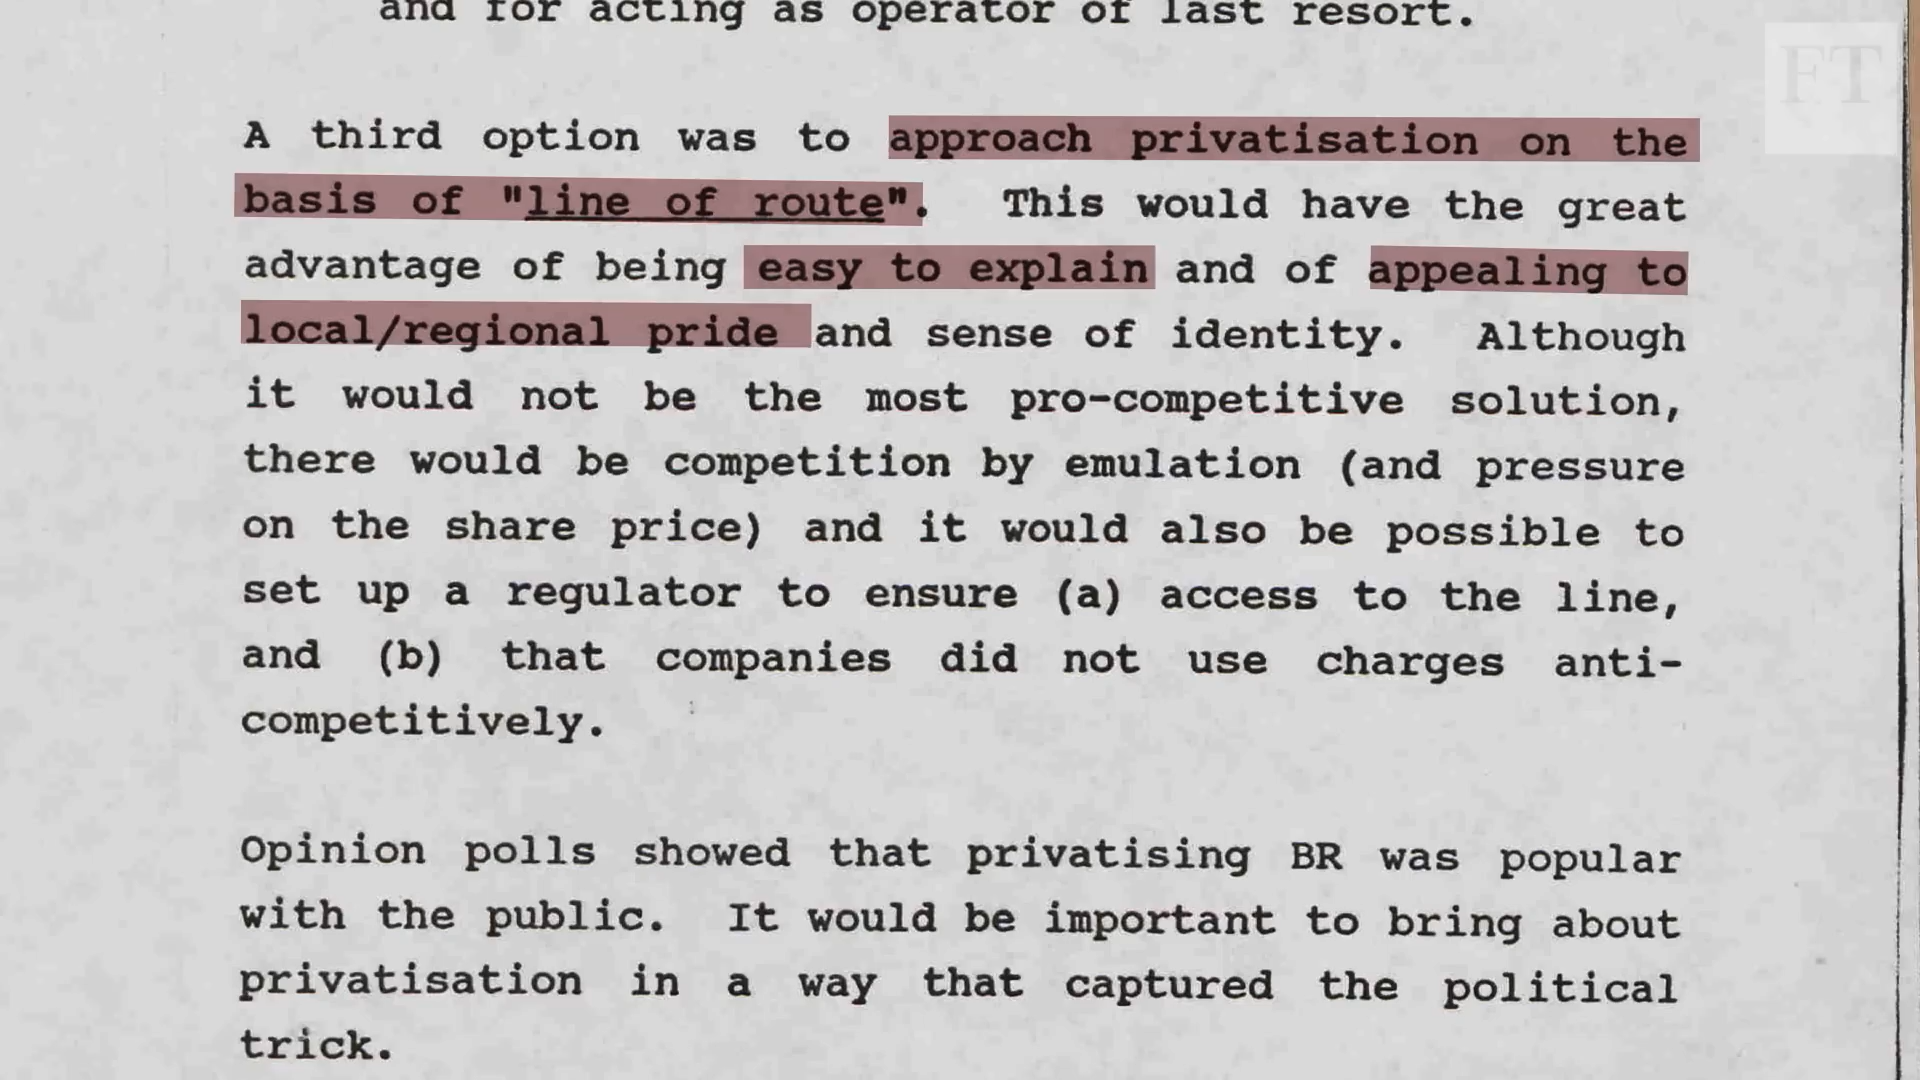 and for acting as operator of last resort.
FT
A third option was to approach privatisation on the
basis of "line of route". This would have the great
advantage of being easy to explain and of appealing to
local/regional pride and sense of identity. Although
it would not be the most pro-competitive solution,
there would be competition by emulation (and pressure
on the share price) and it would also be possible to
set up a regulator to ensure (a) access to the line,
and (b) that companies did not use charges anti-
competitively.
Opinion polls showed that privatising BR was popular
with the public. It would be important to bring about
privatisation in a way that captured the political
trick.